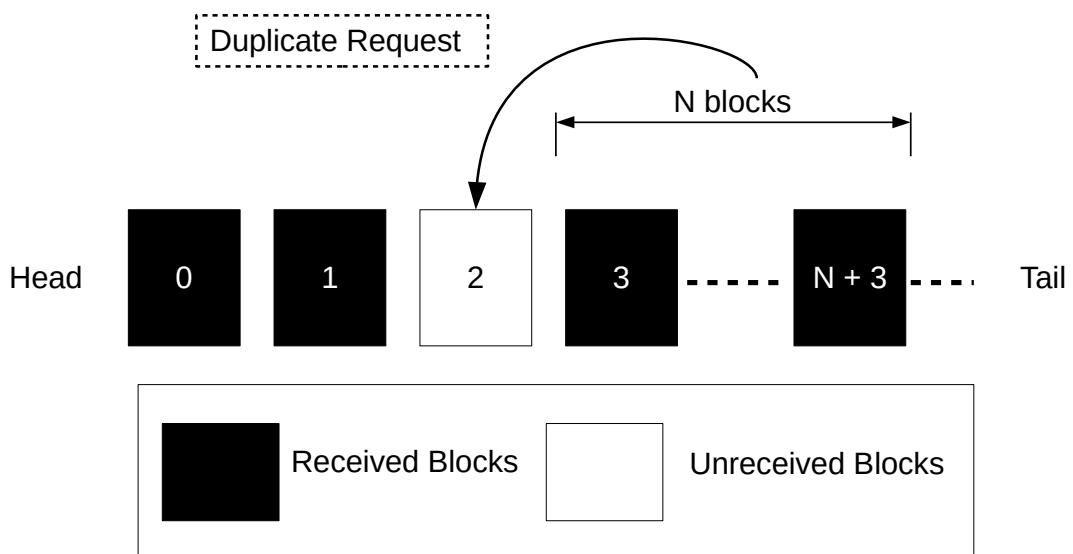 Duplicate Request
N blocks
Head 0 1 2 3 N + 3 Tail
Received Blocks Unreceived Blocks